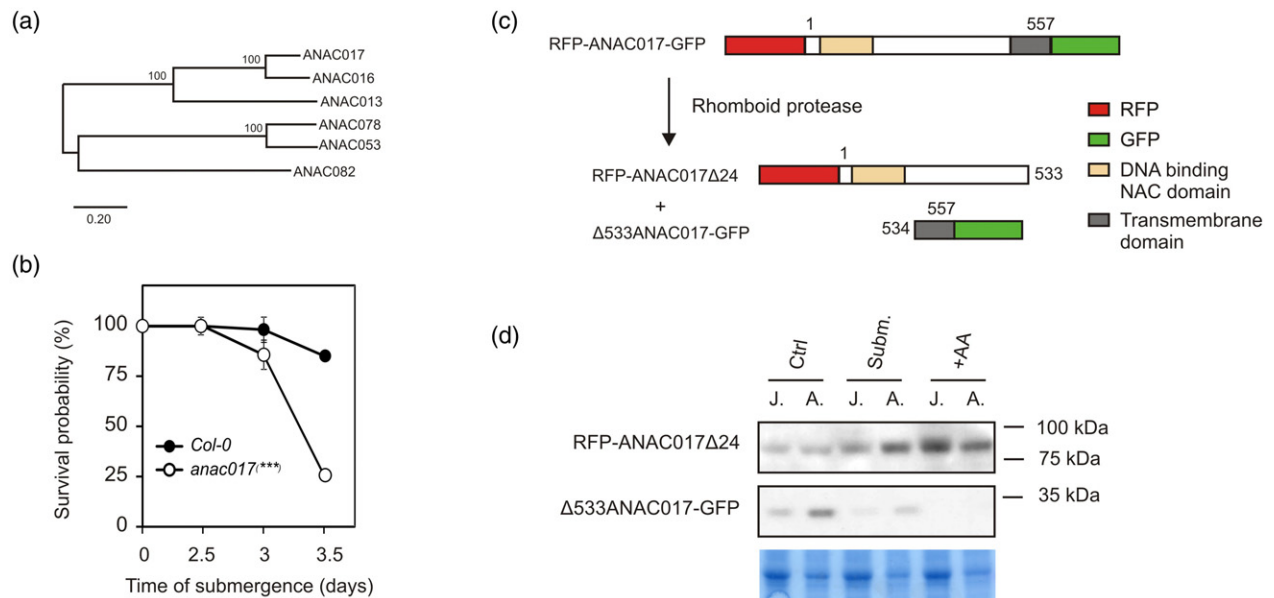 (a)
100
100
100
ANAC017
ANAC016
ANAC013
ANAC078
ANAC053
ANAC082
0.20
(b)
Survival probability (%)
100
75
50
25
0
Col-0
anac017(***)
0 2.5 3 3.5
Time of submergence (days)
(c)
1 557
RFP-ANAC017-GFP
Rhomboid protease
1
RFP-ANAC017Δ24 533
+
557
Δ533ANAC017-GFP 534
RFP
GFP
DNA binding
NAC domain
Transmembrane
domain
(d)
Ctrl Subm. +AA
J. A. J. A. J. A.
RFP-ANAC017Δ24
100 kDa
75 kDa
Δ533ANAC017-GFP
35 kDa